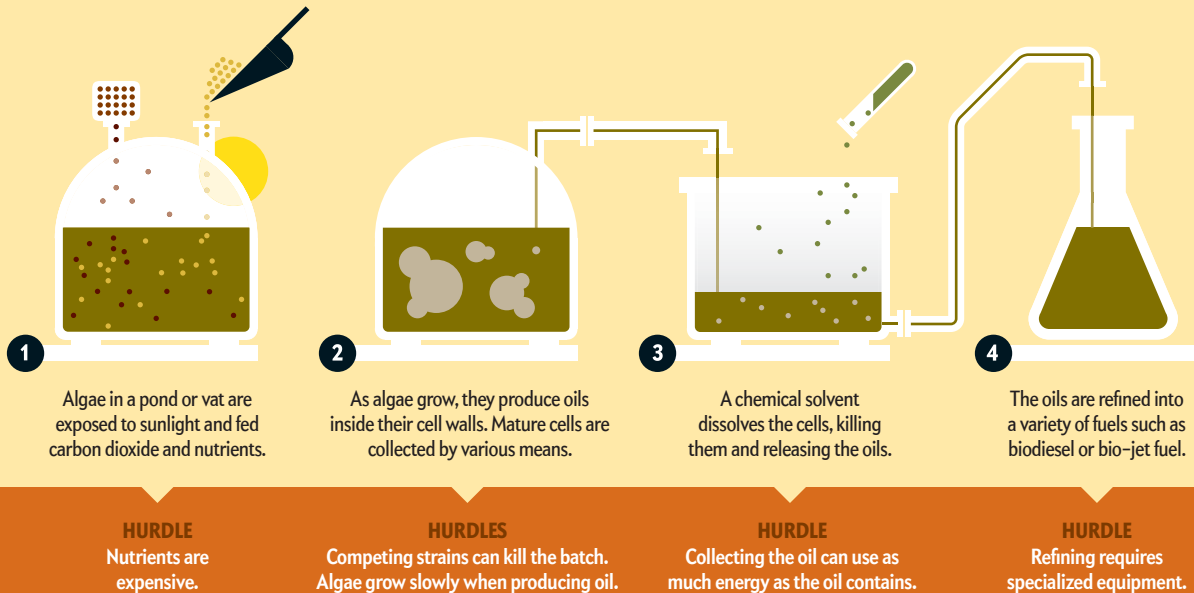 1
Algae in a pond or vat are
exposed to sunlight and fed
carbon dioxide and nutrients.
HURDLE
Nutrients are
expensive.
2
As algae grow, they produce oils
inside their cell walls. Mature cells are
collected by various means.
HURDLES
Competing strains can kill the batch.
Algae grow slowly when producing oil.
3
A chemical solvent
dissolves the cells, killing
them and releasing the oils.
HURDLE
Collecting the oil can use as
much energy as the oil contains.
4
The oils are refined into
a variety of fuels such as
biodiesel or bio-jet fuel.
HURDLE
Refining requires
specialized equipment.